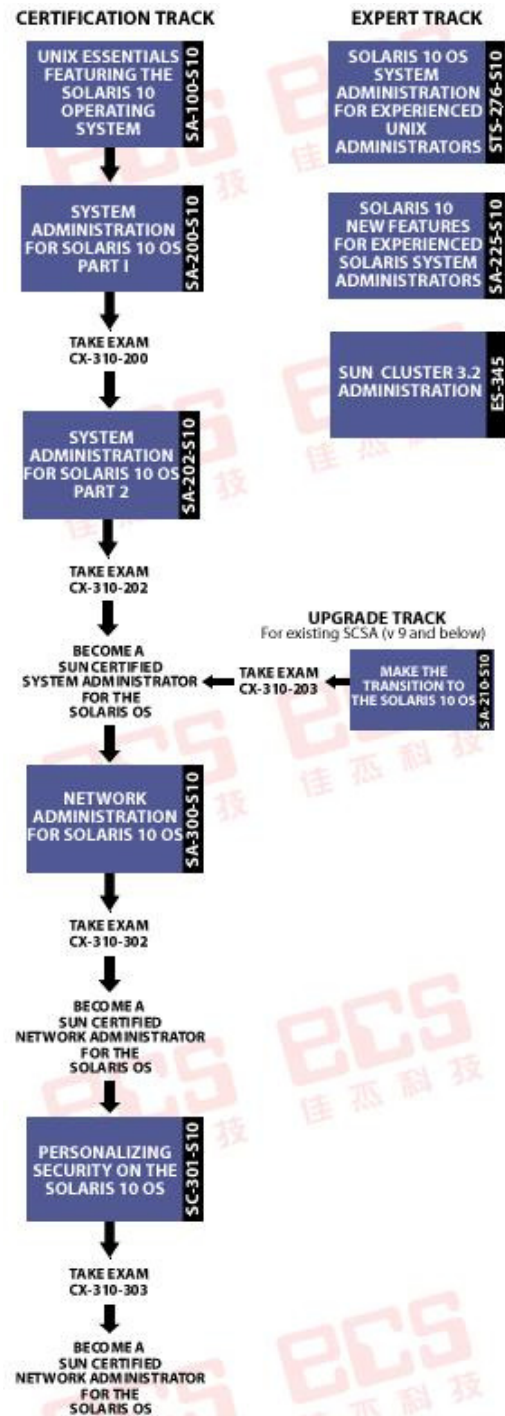 CERTIFICATION TRACK
UNIX ESSENTIALS
FEATURING THE
SOLARIS 10
OPERATING
SYSTEM
SA-100-S10
SYSTEM
ADMINISTRATION
FOR SOLARIS 10 OS
PART I
SA-200-S10
TAKE EXAM
CX-310-200
SYSTEM
ADMINISTRATION
FOR SOLARIS 10 OS
PART 2
SA-202-S10
TAKE EXAM
CX-310-202
BECOME A
SUN CERTIFIED
SYSTEM ADMINISTRATOR
FOR THE
SOLARIS OS
NETWORK
ADMINISTRATION
FOR SOLARIS 10 OS
SA-300-S10
TAKE EXAM
CX-310-302
BECOME A
SUN CERTIFIED
NETWORK ADMINISTRATOR
FOR THE
SOLARIS OS
PERSONALIZING
SECURITY ON THE
SOLARIS 10 OS
SC-301-S10
TAKE EXAM
CX-310-303
BECOME A
SUN CERTIFIED
NETWORK ADMINISTRATOR
FOR THE
SOLARIS OS
EXPERT TRACK
SOLARIS 10 OS
SYSTEM
ADMINISTRATION
FOR EXPERIENCED
UNIX
ADMINISTRATORS
STS-276-S10
SOLARIS 10
NEW FEATURES
FOR EXPERIENCED
SOLARIS SYSTEM
ADMINISTRATORS
SA-225-S10
SUN CLUSTER 3.2
ADMINISTRATION
ES-345
UPGRADE TRACK
For existing SCSA (v 9 and below)
TAKE EXAM
CX-310-203
MAKE THE
TRANSITION TO
THE SOLARIS 10 OS
SA-210-S10
ecs
佳杰科技